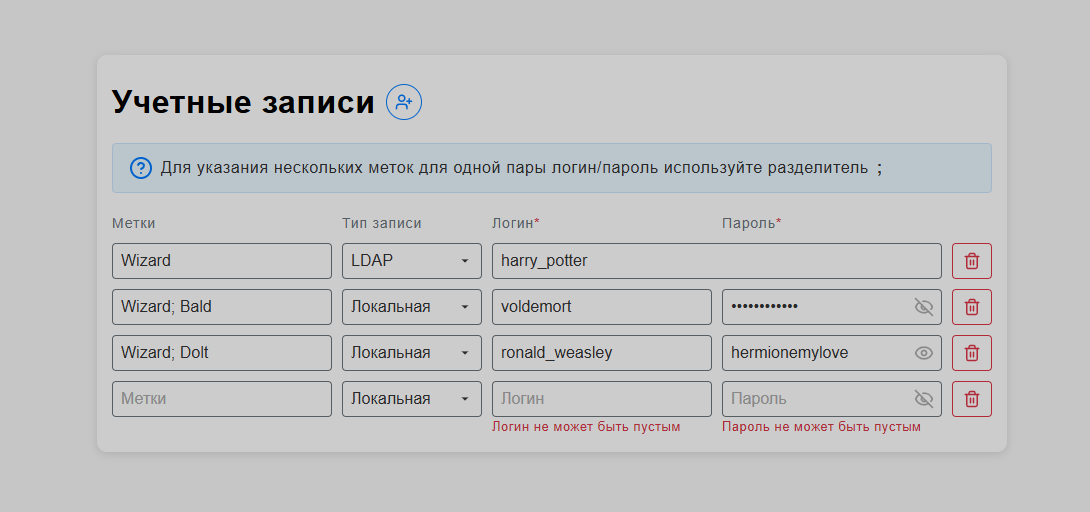 Учетные записи
Для указания нескольких меток для одной пары логин/пароль используйте разделитель ;
Метки Тип записи Логин* Пароль*
Wizard LDAP harry_potter
Wizard; Bald Локальная voldemort ••••••••••••
Wizard; Dolt Локальная ronald_weasley hermionemylove
Метки Локальная Логин Пароль
Логин не может быть пустым Пароль не может быть пустым